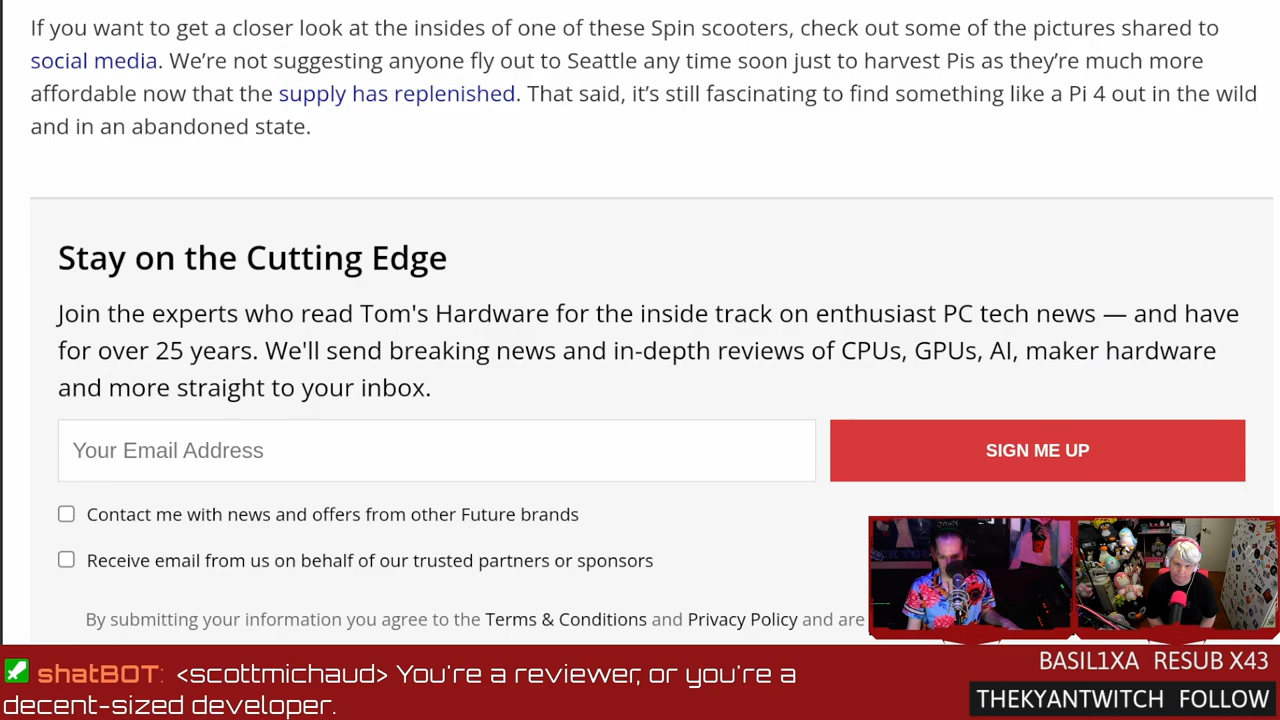 If you want to get a closer look at the insides of one of these Spin scooters, check out some of the pictures shared to
social media. We're not suggesting anyone fly out to Seattle any time soon just to harvest Pis as they're much more
affordable now that the supply has replenished. That said, it's still fascinating to find something like a Pi 4 out in the wild
and in an abandoned state.
Stay on the Cutting Edge
Join the experts who read Tom's Hardware for the inside track on enthusiast PC tech news — and have
for over 25 years. We'll send breaking news and in-depth reviews of CPUs, GPUs, AI, maker hardware
and more straight to your inbox.
Your Email Address
SIGN ME UP
Contact me with news and offers from other Future brands
Receive email from us on behalf of our trusted partners or sponsors
By submitting your information you agree to the Terms & Conditions and Privacy Policy and are
shatBOT: <scottmichaud> You're a reviewer, or you're a
decent-sized developer.
BASIL1XA RESUB X43
THEKYANTWITCH FOLLOW